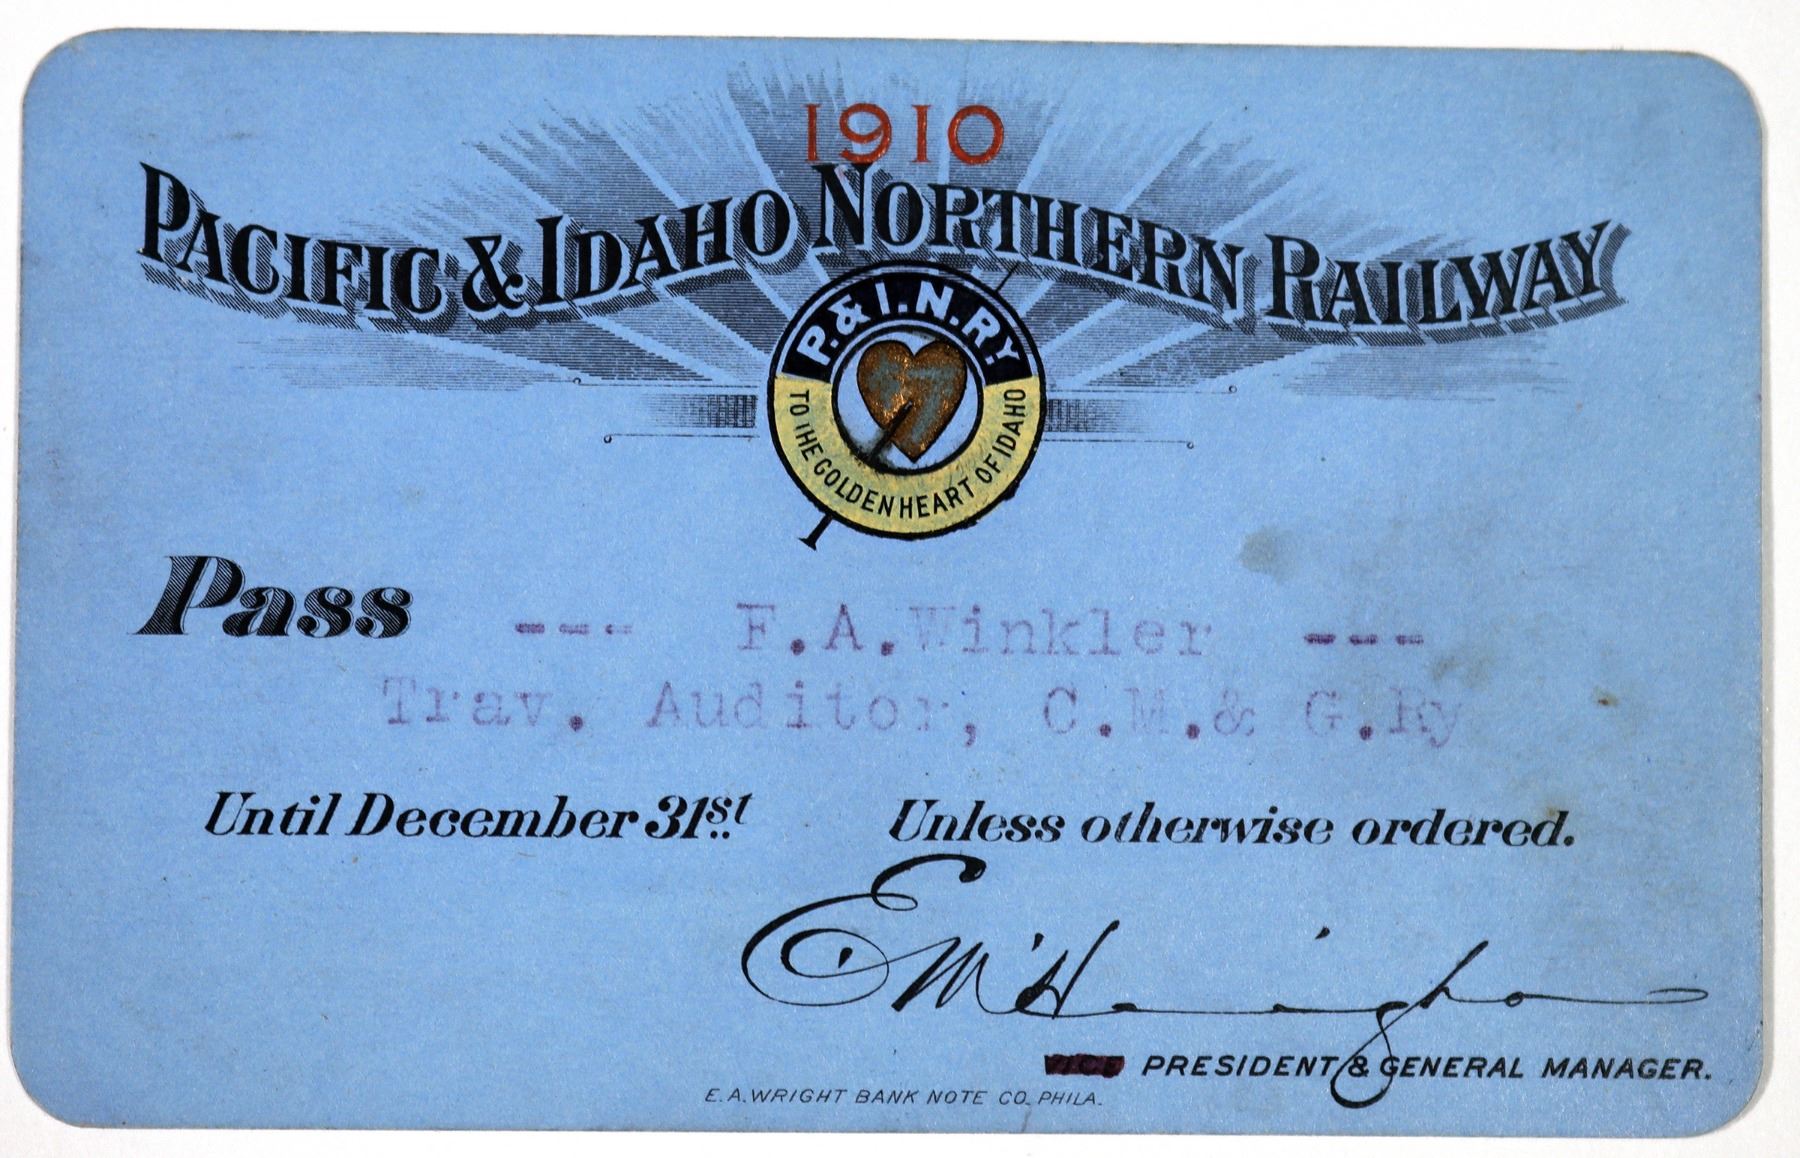 1910
PACIFIC & IDAHO NORTHERN RAILWAY
P. & I. N. RY.
TO THE GOLDEN HEART OF IDAHO
Pass --- F.A.Winkler ---
Trav. Auditor, C.M.& G.Ry
Until December 31st. Unless otherwise ordered.
PRESIDENT & GENERAL MANAGER.
E.A.WRIGHT BANK NOTE CO. PHILA.